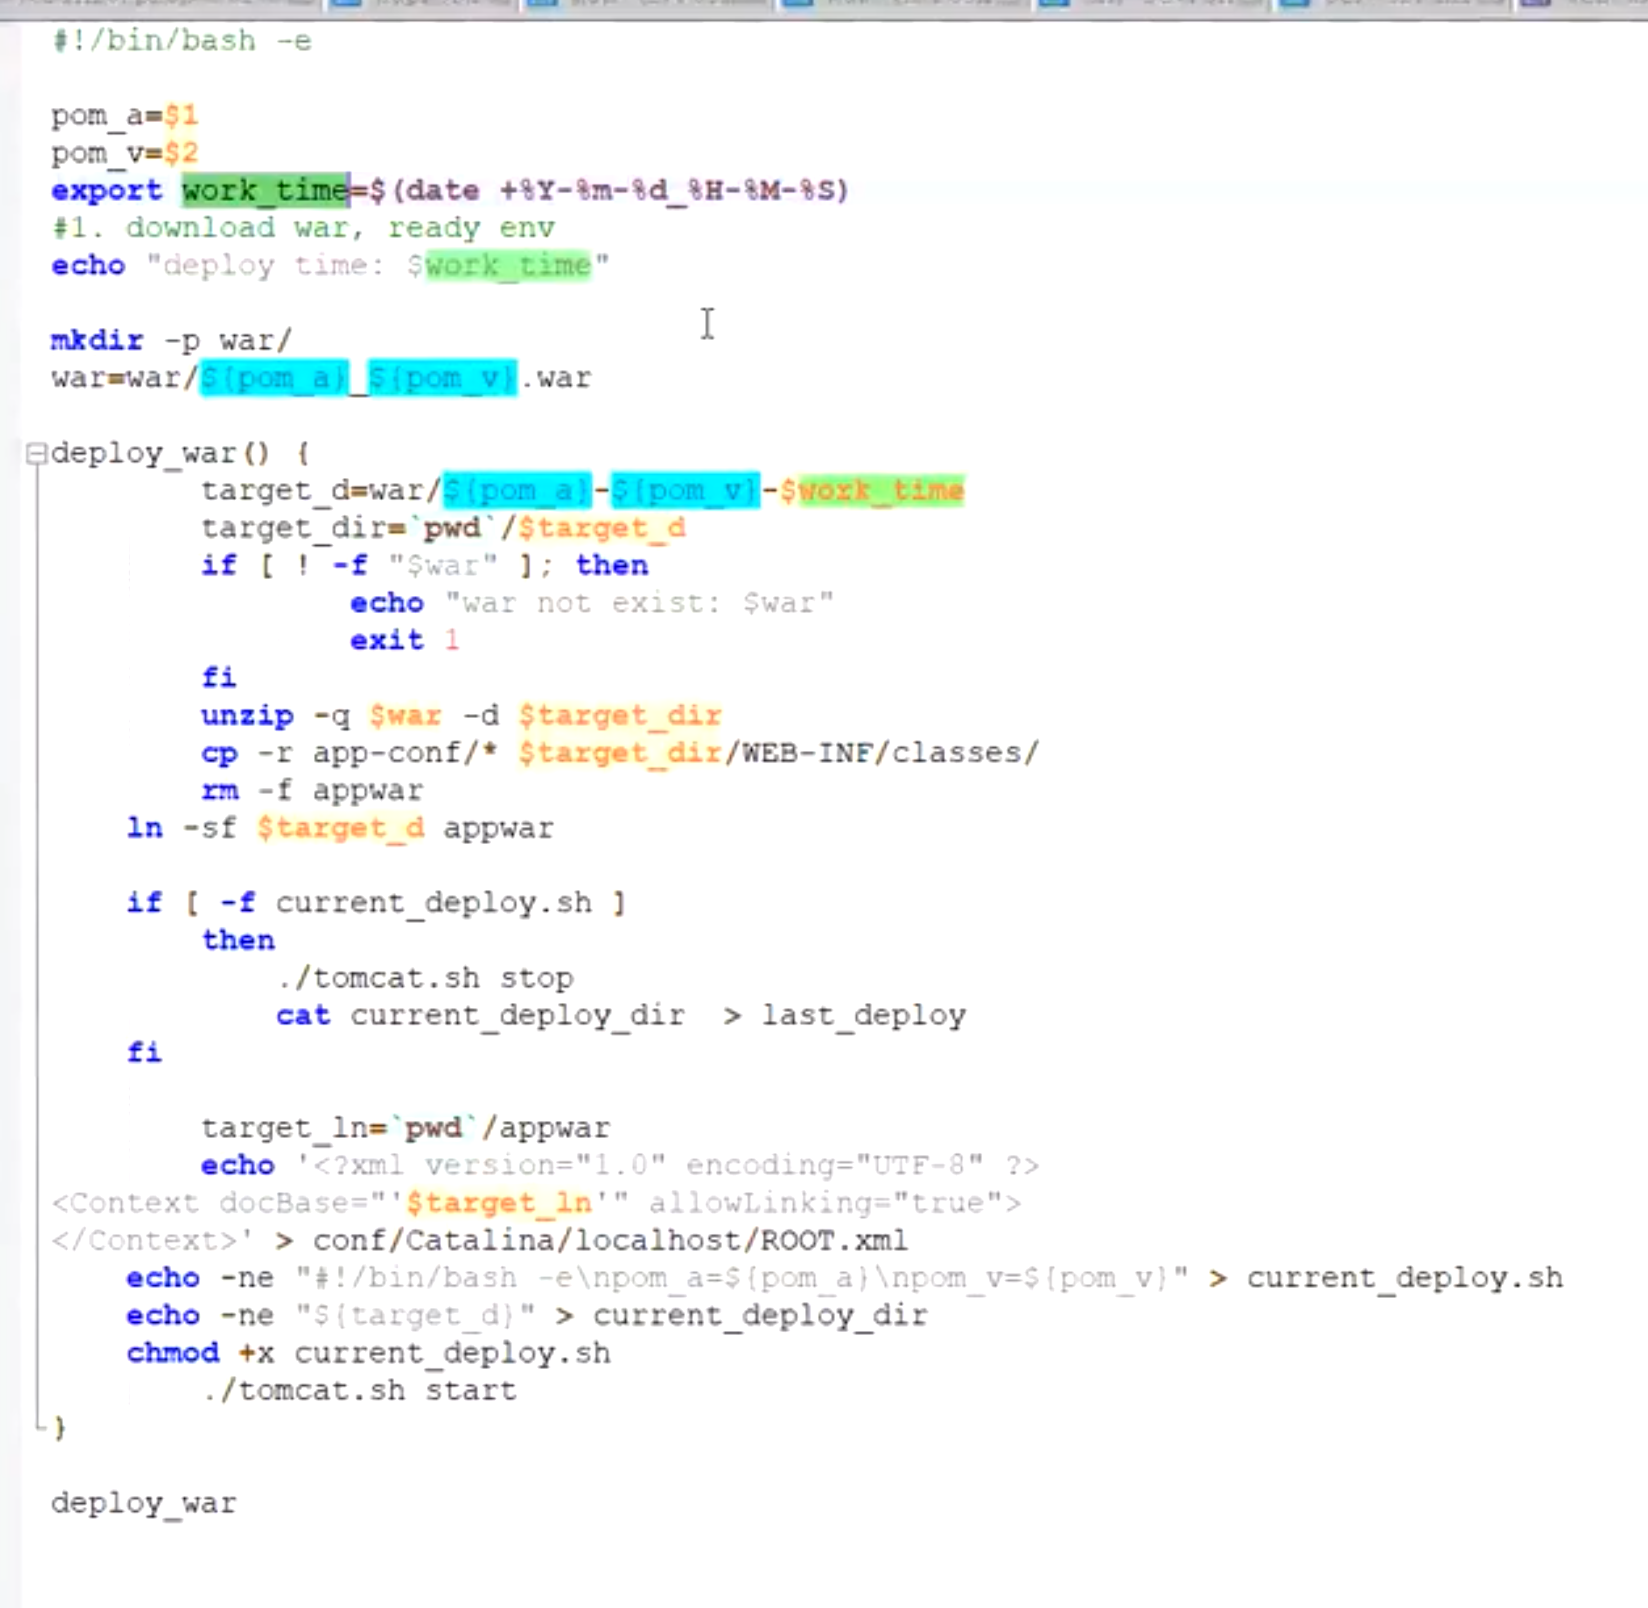 #!/bin/bash -e
pom_a=$1
pom_v=$2
export work_time=$(date +%Y-%m-%d_%H-%M-%S)
#1. download war, ready env
echo "deploy time: $work_time"
mkdir -p war/
war=war/${pom_a}_${pom_v}.war
deploy_war() {
target_d=war/${pom_a}-${pom_v}-$work_time
target_dir=`pwd`/$target_d
if [ ! -f "$war" ]; then
echo "war not exist: $war"
exit 1
fi
unzip -q $war -d $target_dir
cp -r app-conf/* $target_dir/WEB-INF/classes/
rm -f appwar
ln -sf $target_d appwar
if [ -f current_deploy.sh ]
then
./tomcat.sh stop
cat current_deploy_dir  > last_deploy
fi
target_ln=`pwd`/appwar
echo '<?xml version="1.0" encoding="UTF-8" ?>
<Context docBase="'$target_ln'" allowLinking="true">
</Context>' > conf/Catalina/localhost/ROOT.xml
echo -ne "#!/bin/bash -e\npom_a=${pom_a}\npom_v=${pom_v}" > current_deploy.sh
echo -ne "${target_d}" > current_deploy_dir
chmod +x current_deploy.sh
./tomcat.sh start
}
deploy_war